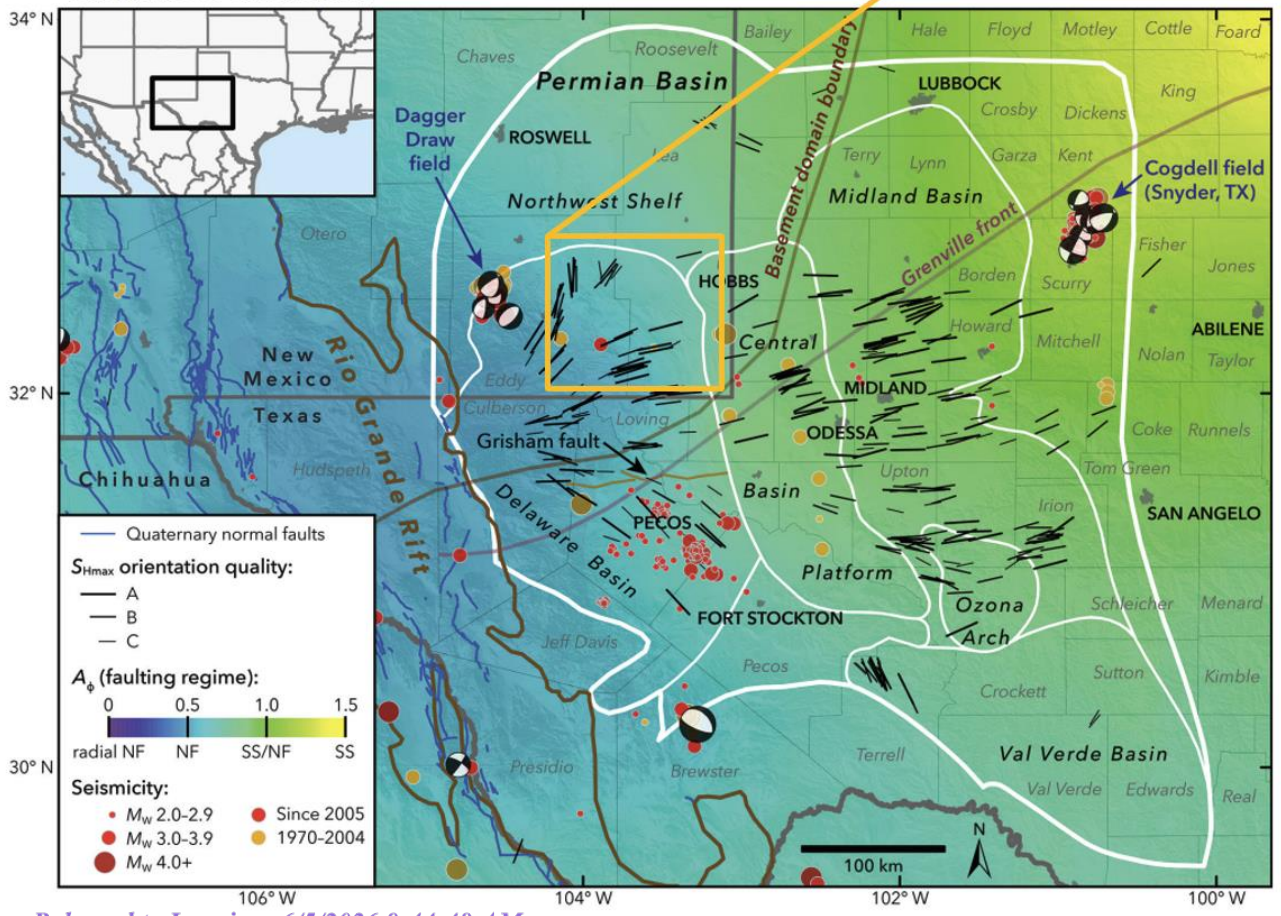 34° N
Bailey
Hale
Floyd
Motley
Cottle
Foard
Chaves
Roosevelt
Permian Basin
LUBBOCK
King
Crosby
Dickens
Dagger
Draw
field
ROSWELL
Lea
Basement domain boundary
Terry
Lynn
Garza
Kent
Cogdell field
(Snyder, TX)
Northwest Shelf
Midland Basin
Otero
Grenville front
Fisher
Jones
HOBBS
Borden
Scurry
ABILENE
New
Mexico
Rio Grande Rift
Central
Howard
Mitchell
Nolan
Taylor
32° N
Eddy
MIDLAND
Texas
Culberson
Loving
ODESSA
Coke
Runnels
Grisham fault
Chihuahua
Hudspeth
Upton
Tom Green
Delaware Basin
Basin
Irion
SAN ANGELO
PECOS
Platform
Ozona
Arch
Schleicher
Menard
FORT STOCKTON
Jeff Davis
Pecos
Crockett
Sutton
Kimble
Quaternary normal faults
SHmax orientation quality:
A
B
C
Aϕ (faulting regime):
0 0.5 1.0 1.5
radial NF NF SS/NF SS
30° N
Presidio
Brewster
Terrell
Val Verde Basin
Val Verde
Edwards
Real
Seismicity:
Mw 2.0–2.9
Mw 3.0–3.9
Mw 4.0+
Since 2005
1970–2004
N
100 km
106° W
104° W
102° W
100° W